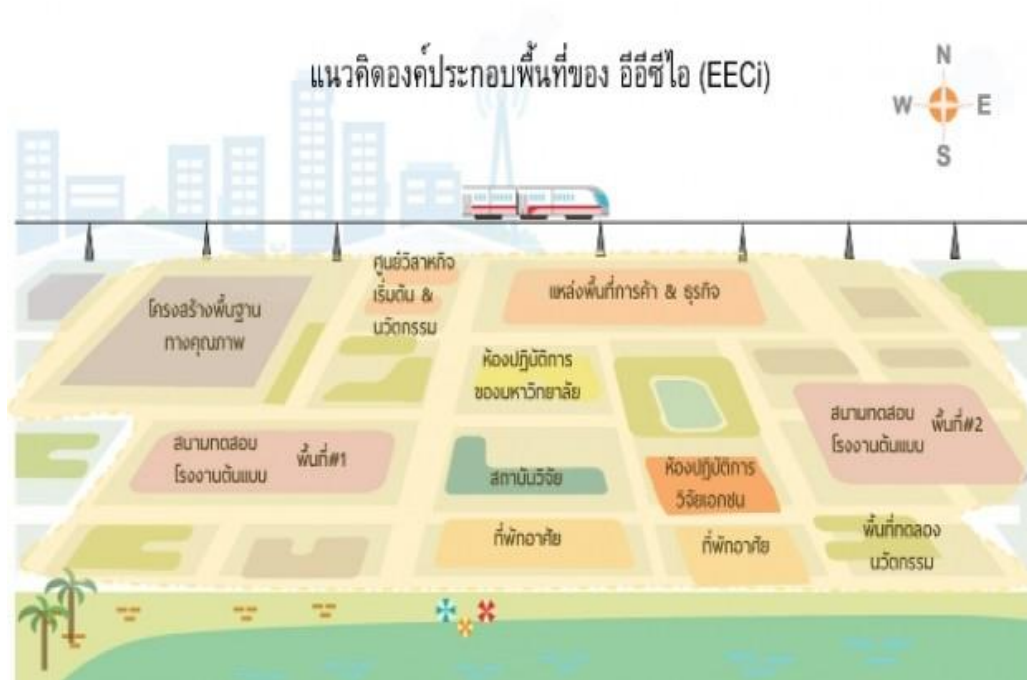 แนวคิดองค์ประกอบพื้นที่ของ อีอีซีไอ (EECi)
N
W E
S
ศูนย์วิสาหกิจ
เริ่มต้น &
นวัตกรรม
โครงสร้างพื้นฐาน
ทางคุณภาพ
แหล่งพื้นที่การค้า & ธุรกิจ
ห้องปฏิบัติการ
ของมหาวิทยาลัย
สนามทดสอบ
โรงงานต้นแบบ
พื้นที่#2
สนามทดสอบ
โรงงานต้นแบบ
พื้นที่#1
สถาบันวิจัย
ห้องปฏิบัติการ
วิจัยเอกชน
ที่พักอาศัย
ที่พักอาศัย
พื้นที่ทดลอง
นวัตกรรม